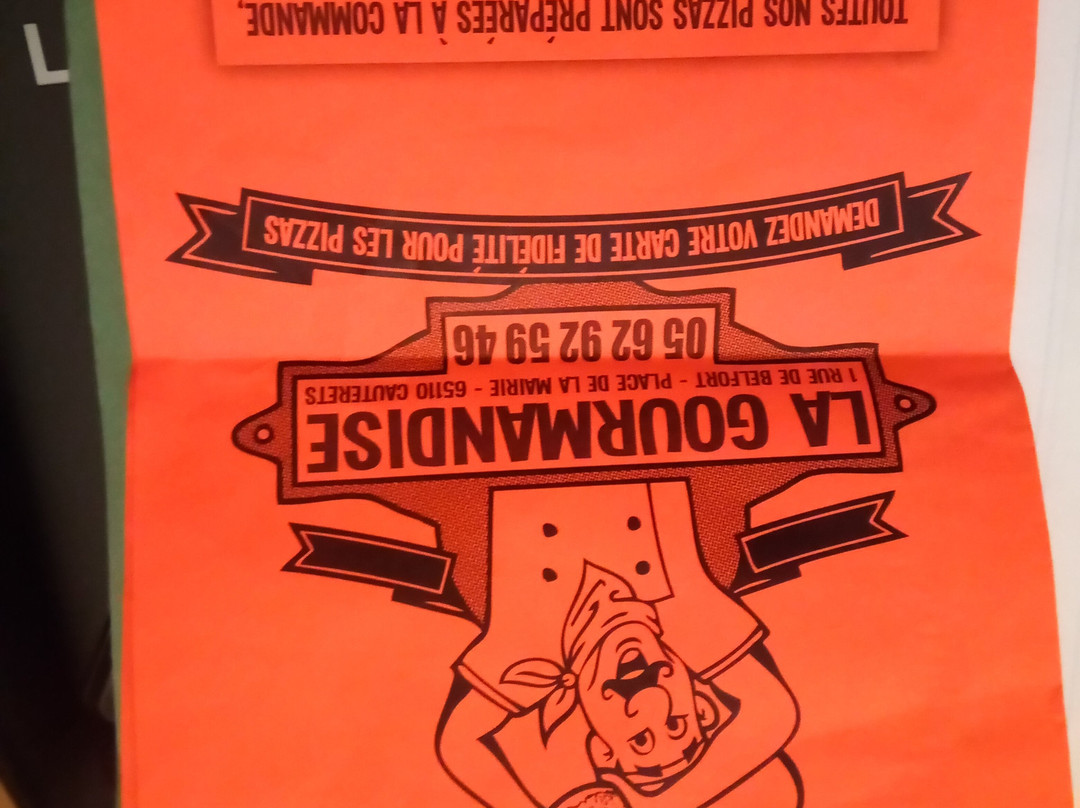 LA GOURMANDISE
1 RUE DE BELFORT - PLACE DE LA MAIRIE - 65110 CAUTERETS
05 62 92 59 46
DEMANDEZ VOTRE CARTE DE FIDÉLITÉ POUR LES PIZZAS
TOUTES NOS PIZZAS SONT PRÉPARÉES À LA COMMANDE,
L